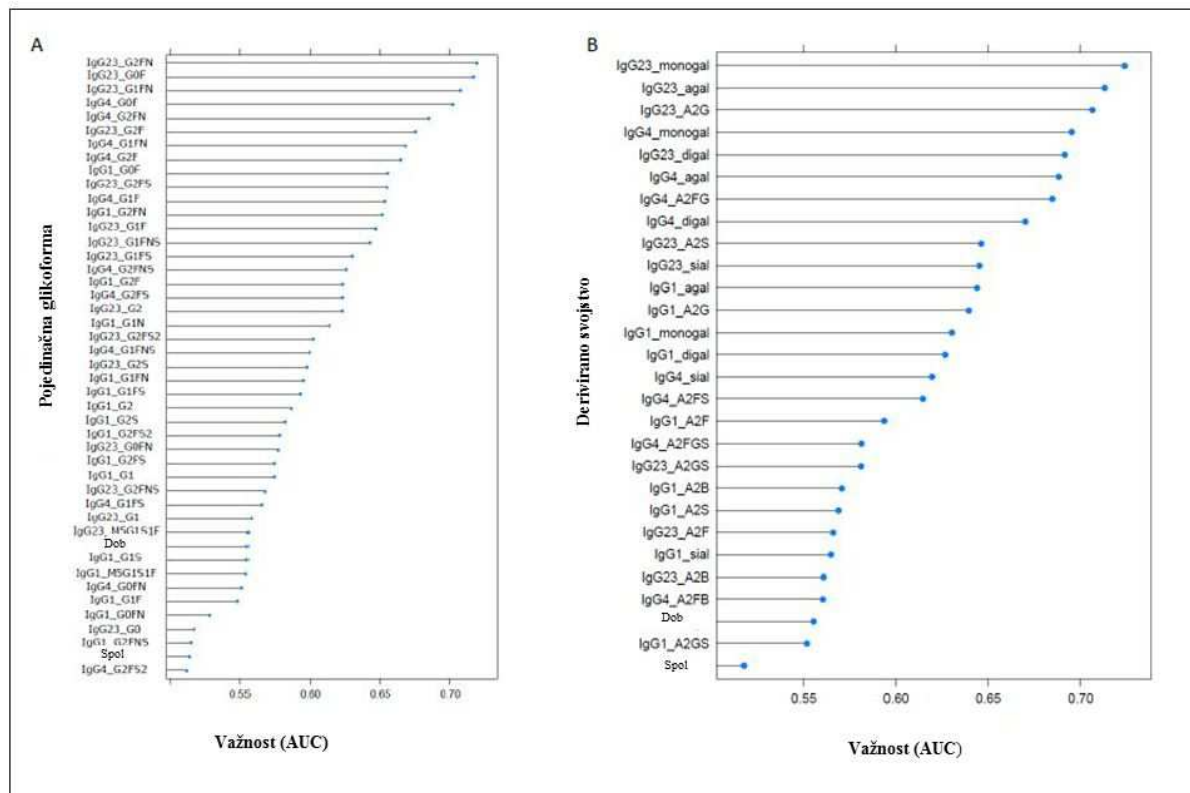 A
IgG23_G2FN
IgG23_G0F
IgG23_G1FN
IgG4_G0F
IgG4_G2FN
IgG23_G2F
IgG4_G1FN
IgG4_G2F
IgG1_G0F
IgG23_G2FS
IgG4_G1F
IgG1_G2FN
IgG23_G1F
IgG23_G1FNS
IgG23_G1FS
IgG4_G2FNS
IgG1_G2F
IgG4_G2FS
IgG23_G2
IgG1_G1N
IgG23_G2FS2
IgG4_G1FNS
IgG23_G2S
IgG1_G1FN
IgG1_G1FS
IgG1_G2
IgG1_G2S
IgG1_G2FS2
IgG23_G0FN
IgG1_G2FS
IgG1_G1
IgG23_G2FNS
IgG4_G1FS
IgG23_G1
IgG23_M5G1S1F
Dob
IgG1_G1S
IgG1_M5G1S1F
IgG4_G0FN
IgG1_G1F
IgG1_G0FN
IgG23_G0
IgG1_G2FNS
Spol
IgG4_G2FS2
Pojedinačna glikoforma
0.55 0.60 0.65 0.70
Važnost (AUC)
B
IgG23_monogal
IgG23_agal
IgG23_A2G
IgG4_monogal
IgG23_digal
IgG4_agal
IgG4_A2FG
IgG4_digal
IgG23_A2S
IgG23_sial
IgG1_agal
IgG1_A2G
IgG1_monogal
IgG1_digal
IgG4_sial
IgG4_A2FS
IgG1_A2F
IgG4_A2FGS
IgG23_A2GS
IgG1_A2B
IgG1_A2S
IgG23_A2F
IgG1_sial
IgG23_A2B
IgG4_A2FB
Dob
IgG1_A2GS
Spol
Derivirano svojstvo
0.55 0.60 0.65 0.70
Važnost (AUC)